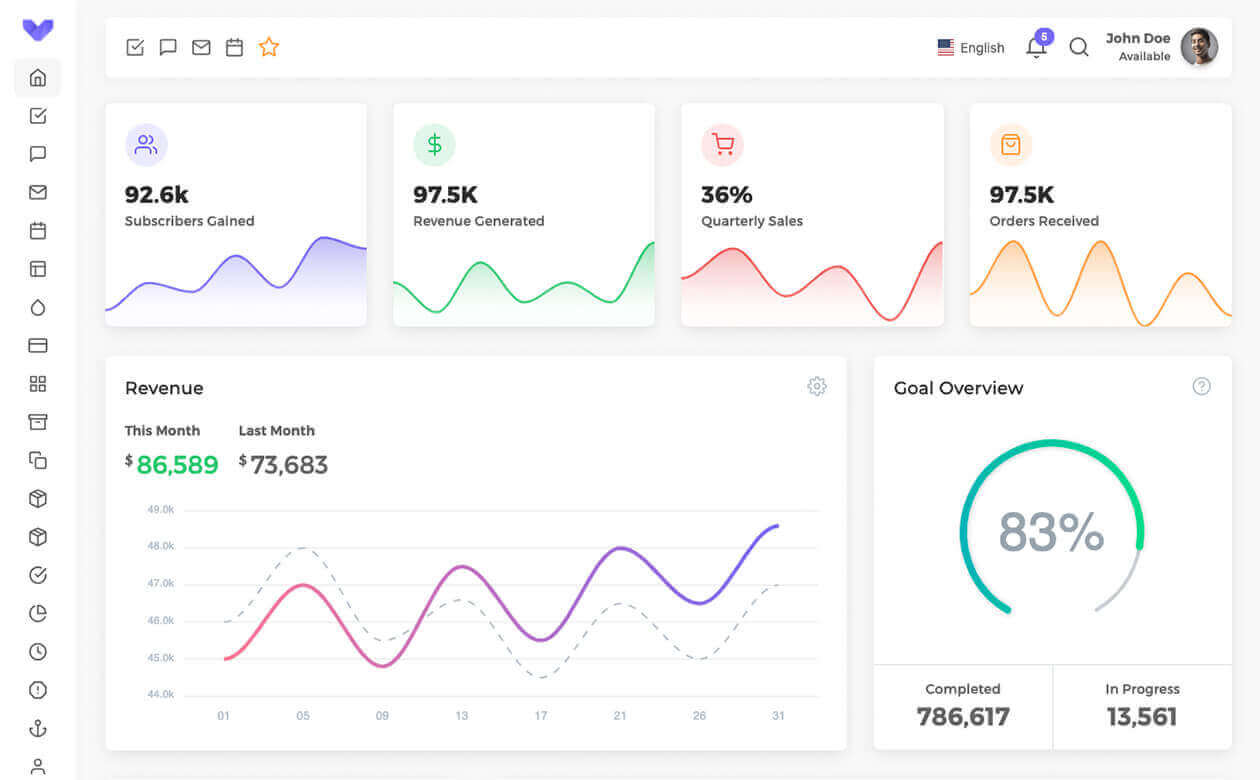 English
5
John Doe
Available
92.6k
Subscribers Gained
97.5K
Revenue Generated
36%
Quarterly Sales
97.5K
Orders Received
Revenue
This Month Last Month
$86,589 $73,683
49.0k
48.0k
47.0k
46.0k
45.0k
44.0k
01 05 09 13 17 21 26 31
Goal Overview
83%
Completed In Progress
786,617 13,561